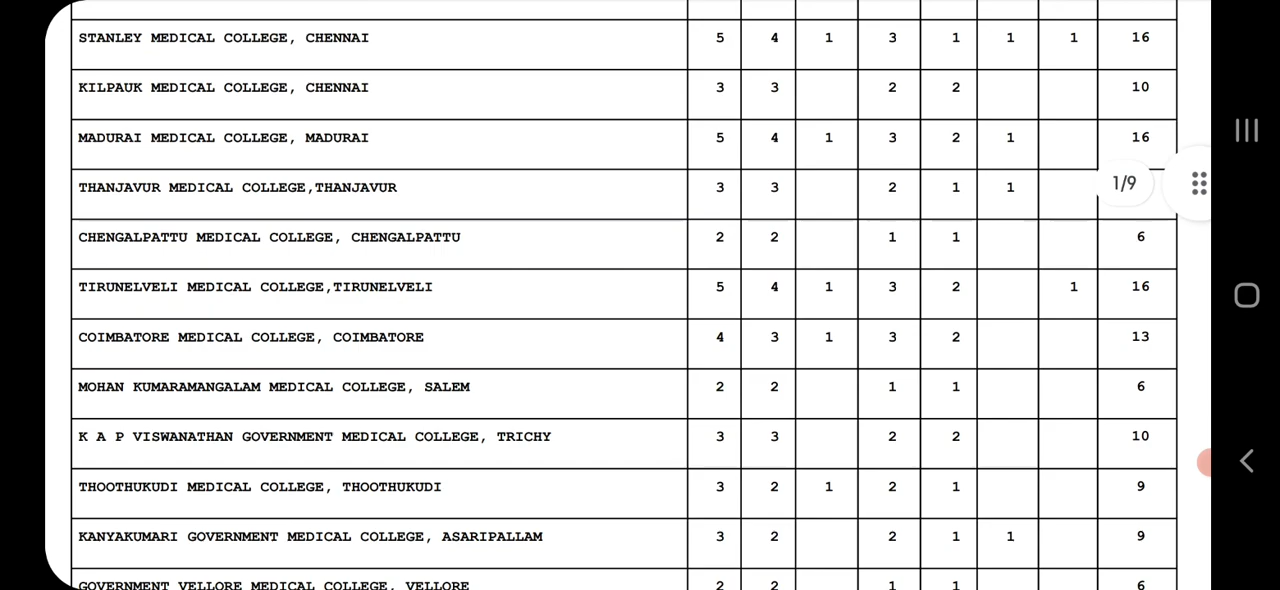 STANLEY MEDICAL COLLEGE, CHENNAI 5 4 1 3 1 1 1 16
KILPAUK MEDICAL COLLEGE, CHENNAI 3 3 2 2 10
MADURAI MEDICAL COLLEGE, MADURAI 5 4 1 3 2 1 16
THANJAVUR MEDICAL COLLEGE,THANJAVUR 3 3 2 1 1 1/9
CHENGALPATTU MEDICAL COLLEGE, CHENGALPATTU 2 2 1 1 6
TIRUNELVELI MEDICAL COLLEGE,TIRUNELVELI 5 4 1 3 2 1 16
COIMBATORE MEDICAL COLLEGE, COIMBATORE 4 3 1 3 2 13
MOHAN KUMARAMANGALAM MEDICAL COLLEGE, SALEM 2 2 1 1 6
K A P VISWANATHAN GOVERNMENT MEDICAL COLLEGE, TRICHY 3 3 2 2 10
THOOTHUKUDI MEDICAL COLLEGE, THOOTHUKUDI 3 2 1 2 1 9
KANYAKUMARI GOVERNMENT MEDICAL COLLEGE, ASARIPALLAM 3 2 2 1 1 9
GOVERNMENT VELLORE MEDICAL COLLEGE, VELLORE 2 2 1 1 6